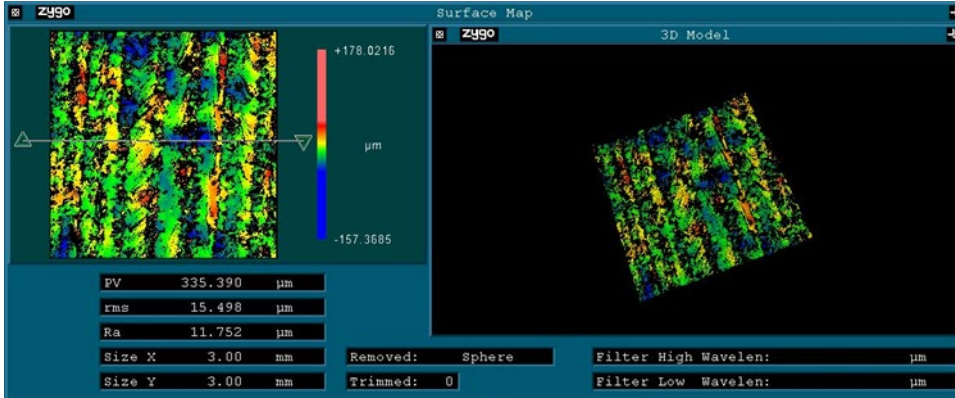 zygo
Surface Map
+178.0216
µm
-157.3685
PV 335.390 µm
rms 15.498 µm
Ra 11.752 µm
Size X 3.00 mm
Size Y 3.00 mm
zygo
3D Model
Removed: Sphere
Trimmed: 0
Filter High Wavelen: µm
Filter Low Wavelen: µm